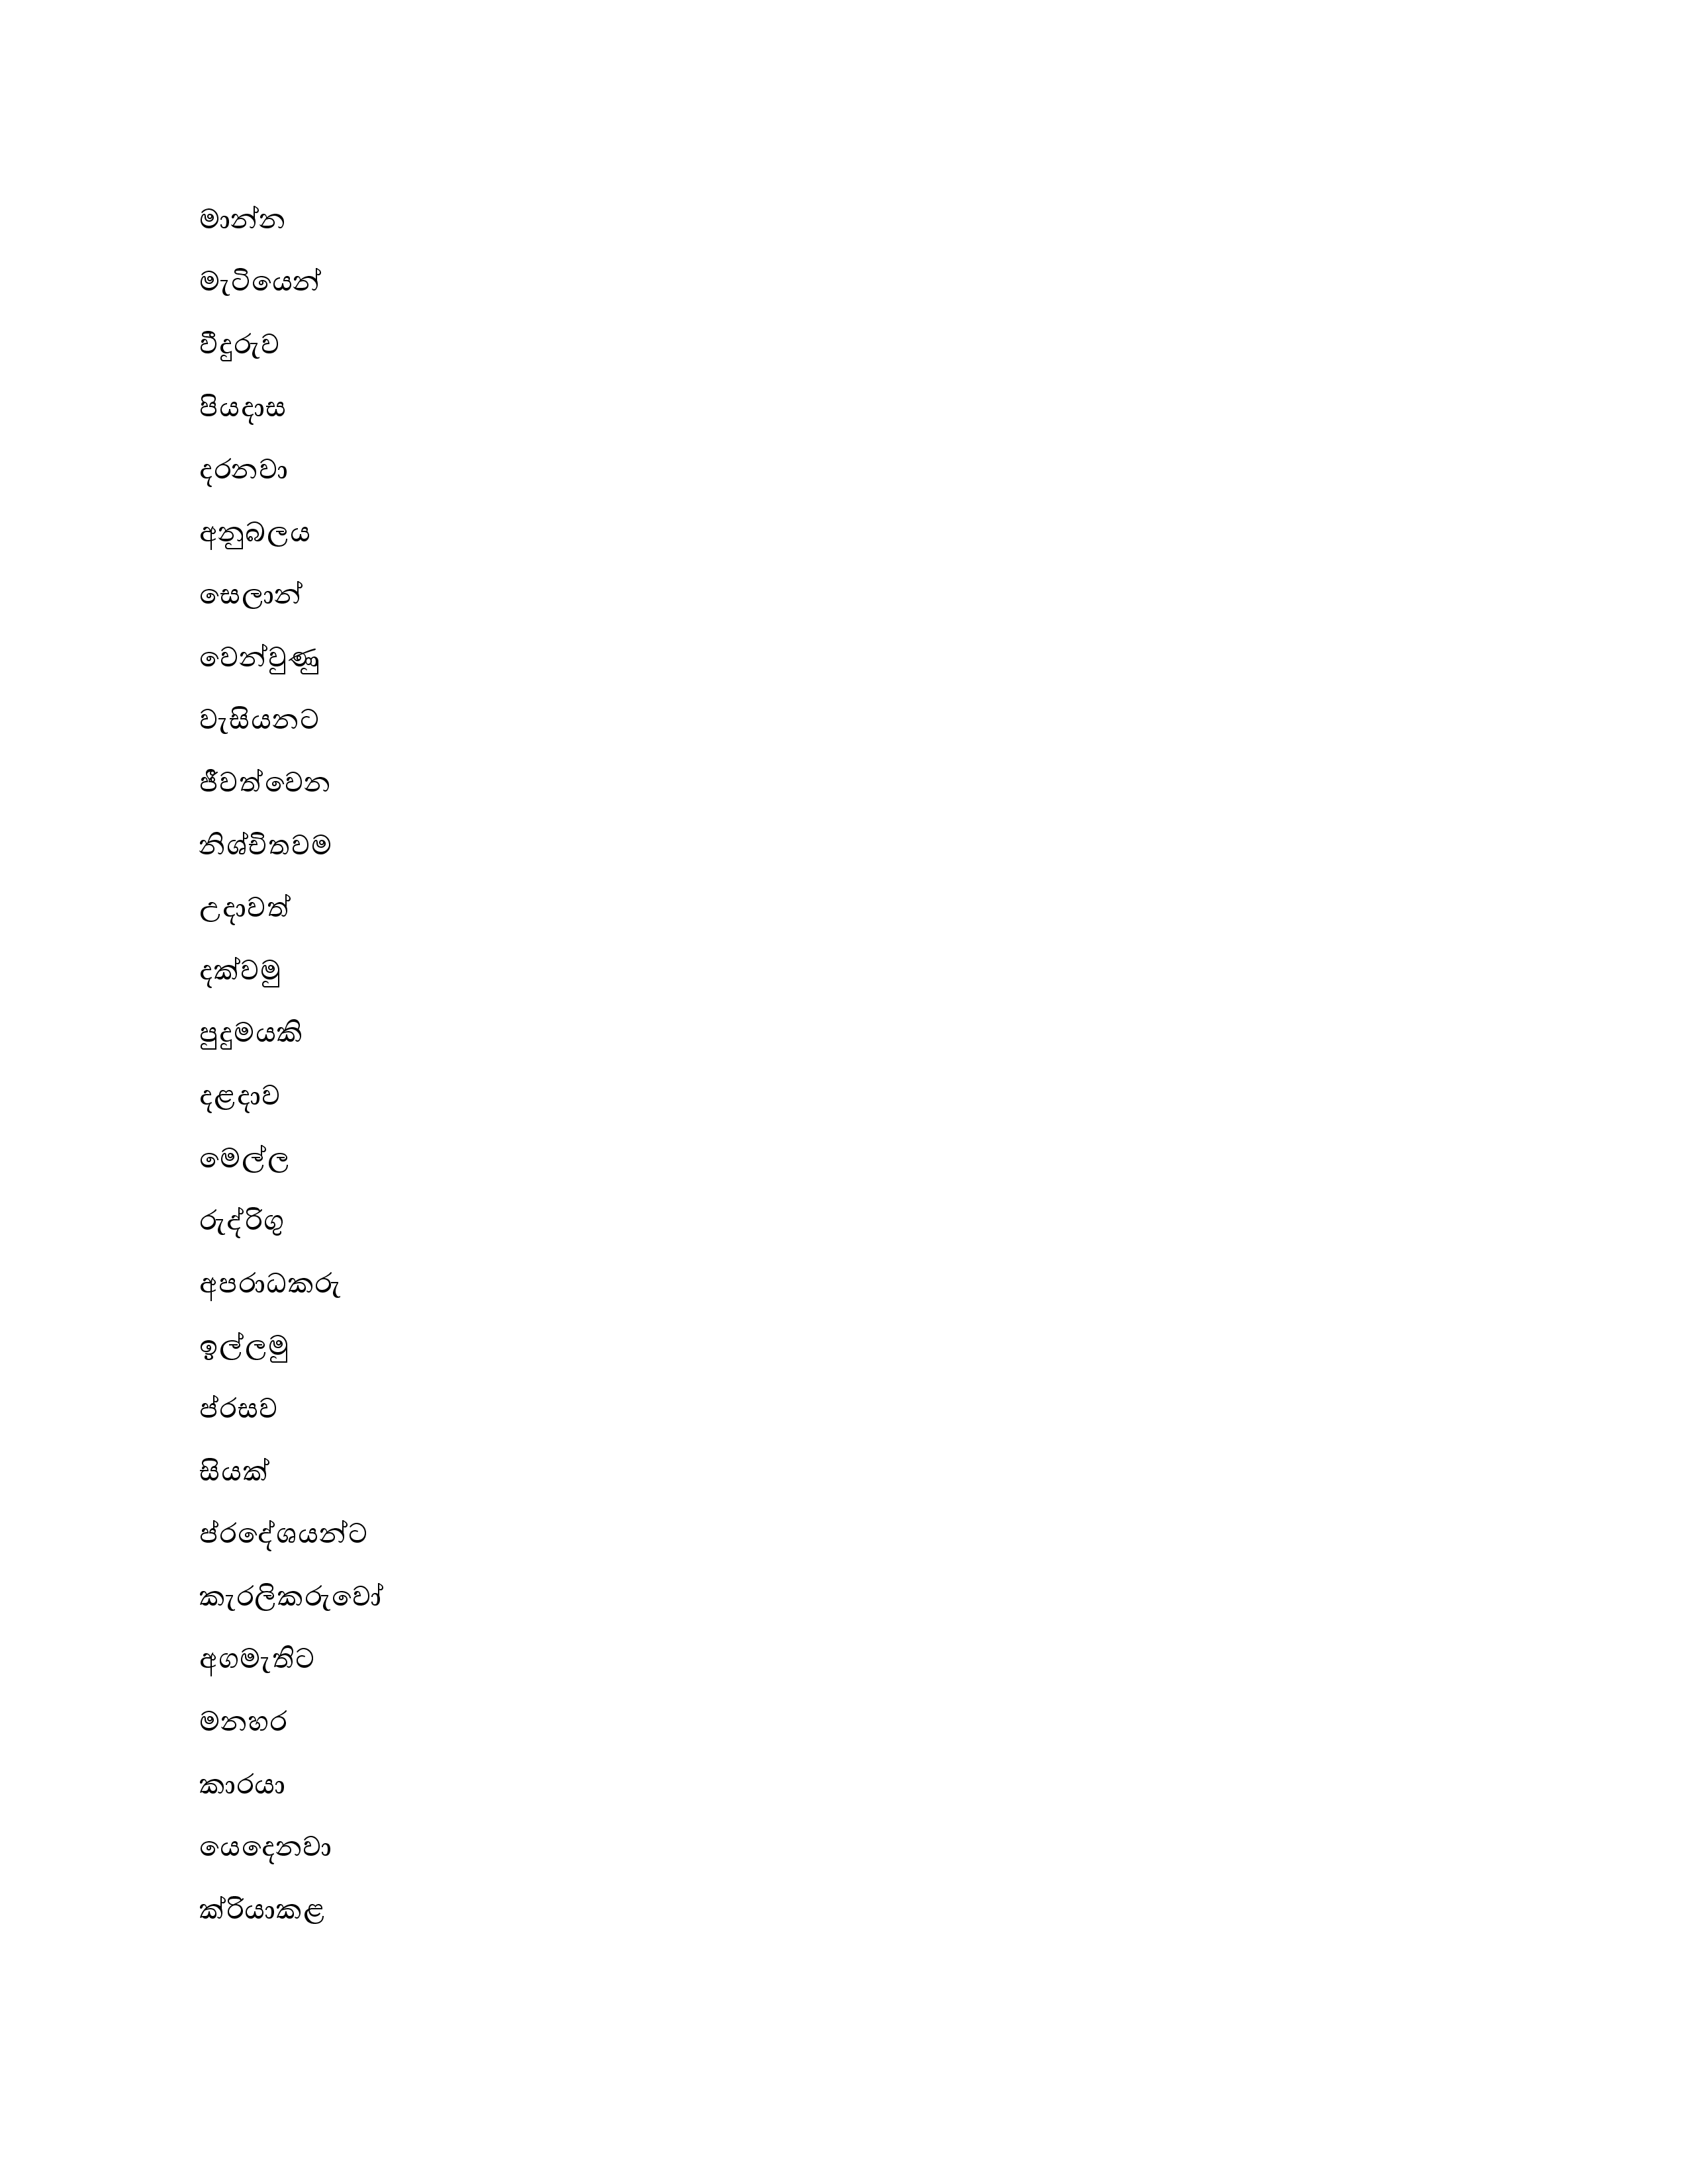 මාන්න
මැටියෙන්
වීදුරුව
පියදාස
දරනවා
අනුබලය
සෙලාන්
වෙන්වුණු
වැසියනට
ජීවත්වෙන
නිශ්චිතවම
උදාවත්
දක්වමු
පුදුමයකි
දළදාව
මෙල්ල
රුද්රිගු
අපරාධකරු
ඉල්ලමු
ප්රසව
සියක්
ප්රදේශයන්ට
කැරලිකරුවෝ
අගමැතිට
මනහර
කාරයා
යෙදෙනවා
ක්රියාකළ